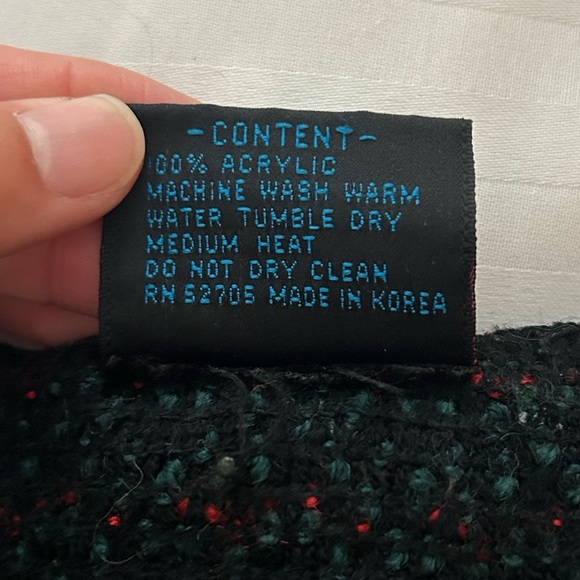 -CONTENT-
100% ACRYLIC
MACHINE WASH WARM
WATER TUMBLE DRY
MEDIUM HEAT
DO NOT DRY CLEAN
RN 52705 MADE IN KOREA